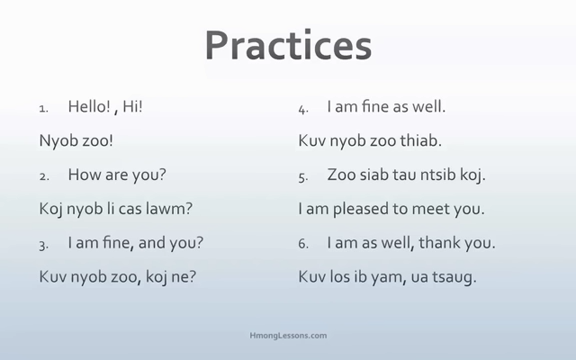 Practices
1. Hello! , Hi!
Nyob zoo!
2. How are you?
Koj nyob li cas lawm?
3. I am fine, and you?
Kuv nyob zoo, koj ne?
4. I am fine as well.
Kuv nyob zoo thiab.
5. Zoo siab tau ntsib koj.
I am pleased to meet you.
6. I am as well, thank you.
Kuv los ib yam, ua tsaug.
HmongLessons.com